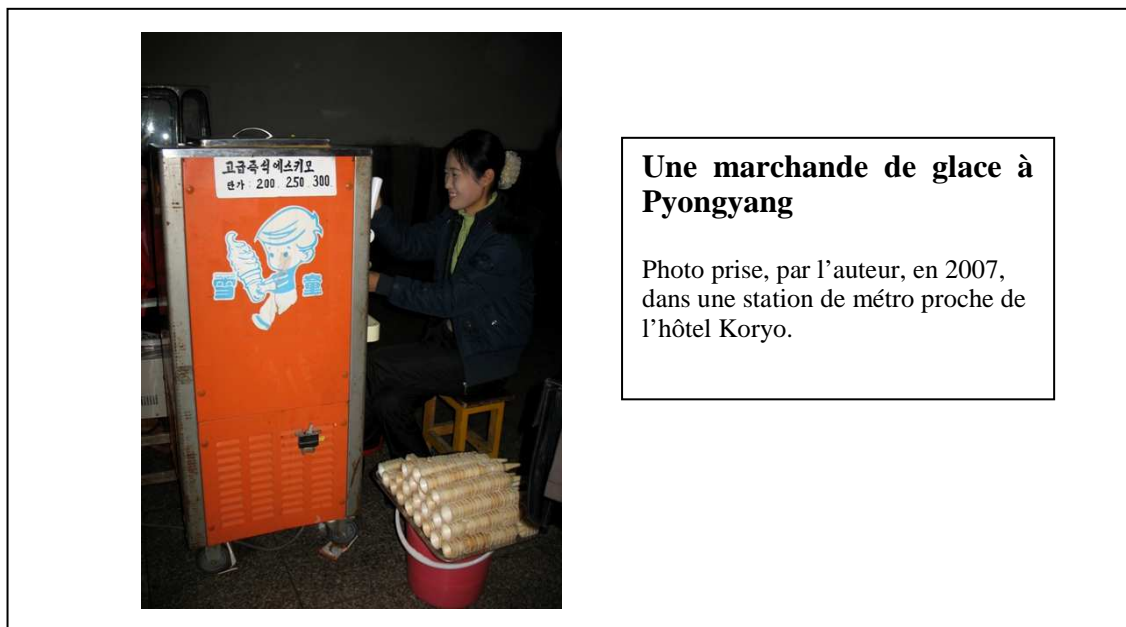 고급즉석에스키모
단가: 200. 250. 300.
雪 童
Une marchande de glace à
Pyongyang
Photo prise, par l’auteur, en 2007,
dans une station de métro proche de
l’hôtel Koryo.